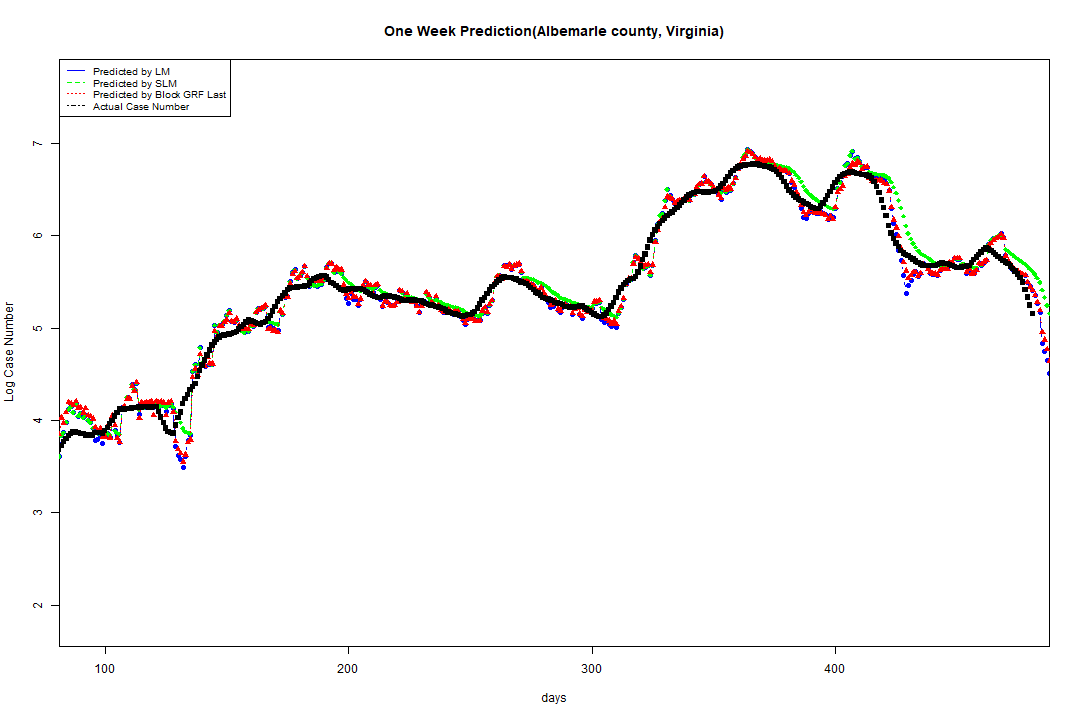 One Week Prediction(Albemarle county, Virginia)
Predicted by LM
Predicted by SLM
Predicted by Block GRF Last
Actual Case Number
7
6
5
4
3
2
Log Case Number
100 200 300 400
days